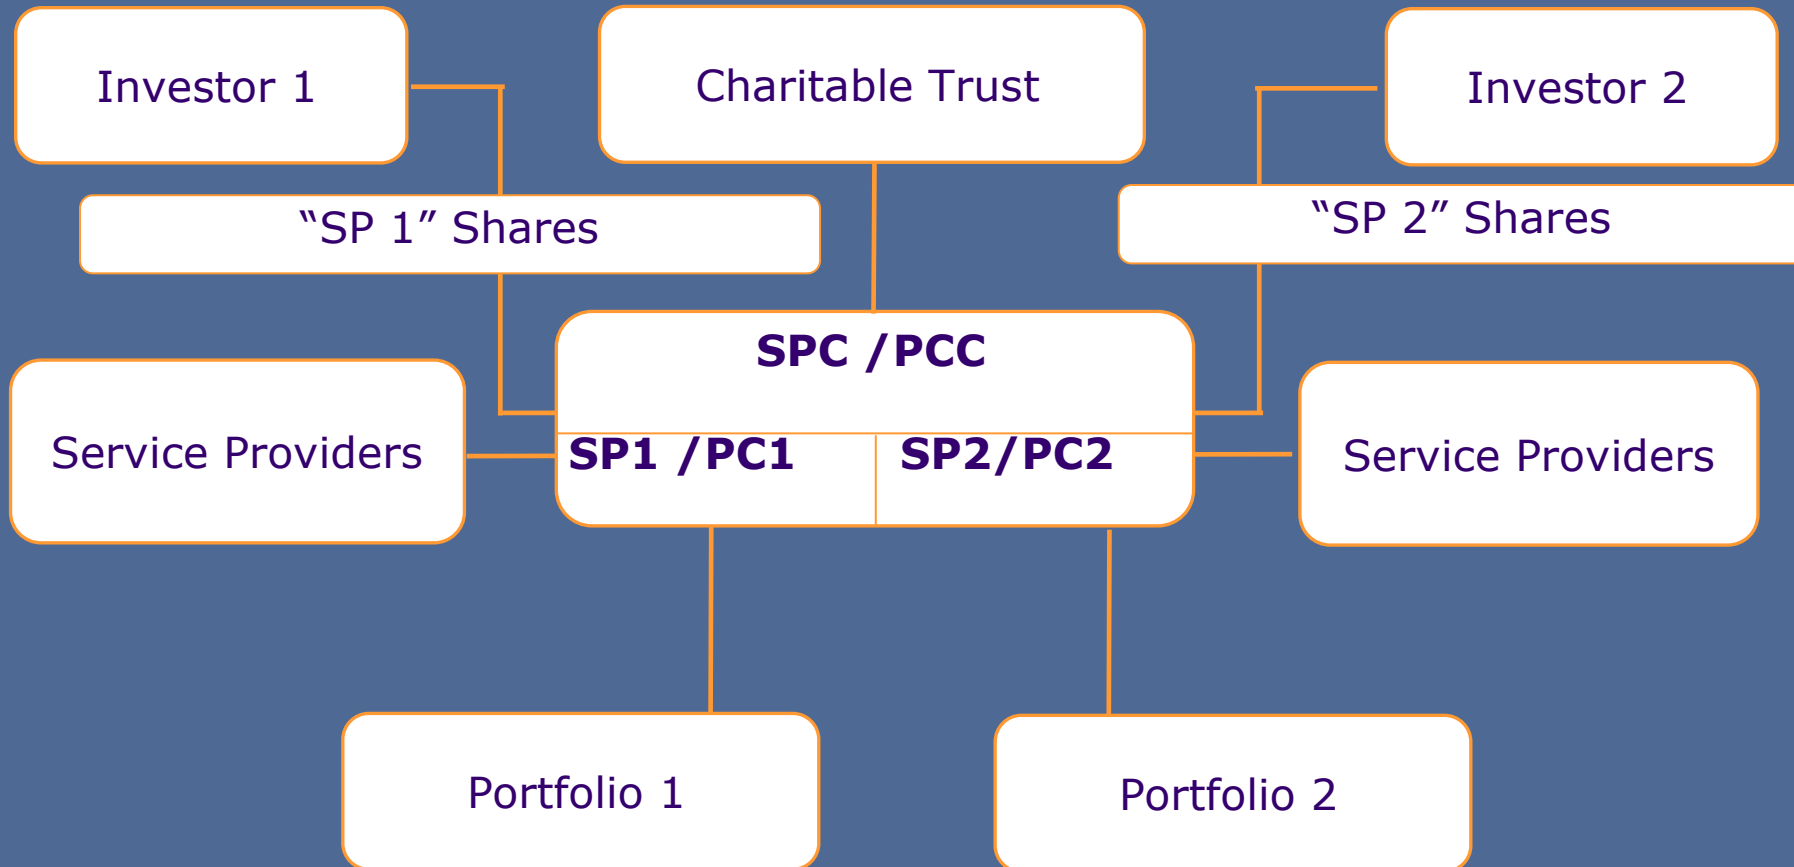 Investor 1
Charitable Trust
Investor 2
“SP 1” Shares
“SP 2” Shares
SPC /PCC
Service Providers
SP1 /PC1
SP2/PC2
Service Providers
Portfolio 1
Portfolio 2